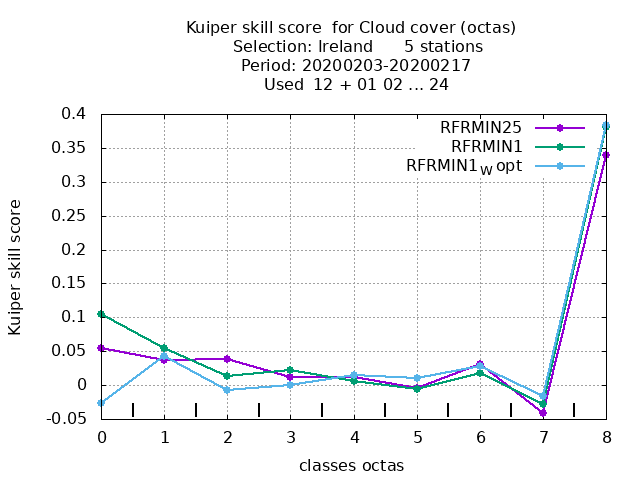 Kuiper skill score  for Cloud cover (octas)
Selection: Ireland      5 stations
Period: 20200203-20200217
Used  12 + 01 02 ... 24
RFRMIN25
RFRMIN1
RFRMIN1W opt
Kuiper skill score
0.4
0.35
0.3
0.25
0.2
0.15
0.1
0.05
0
-0.05
0 1 2 3 4 5 6 7 8
classes octas